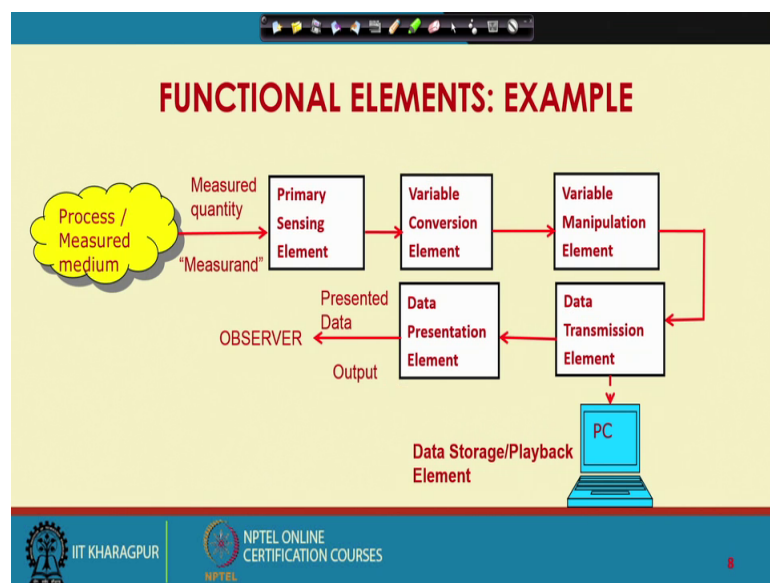 FUNCTIONAL ELEMENTS: EXAMPLE
Process /
Measured
medium
Measured
quantity
“Measurand”
Primary
Sensing
Element
Variable
Conversion
Element
Variable
Manipulation
Element
Data
Transmission
Element
Data
Presentation
Element
Presented
Data
Output
OBSERVER
PC
Data Storage/Playback
Element
IIT KHARAGPUR
NPTEL
NPTEL ONLINE
CERTIFICATION COURSES
8